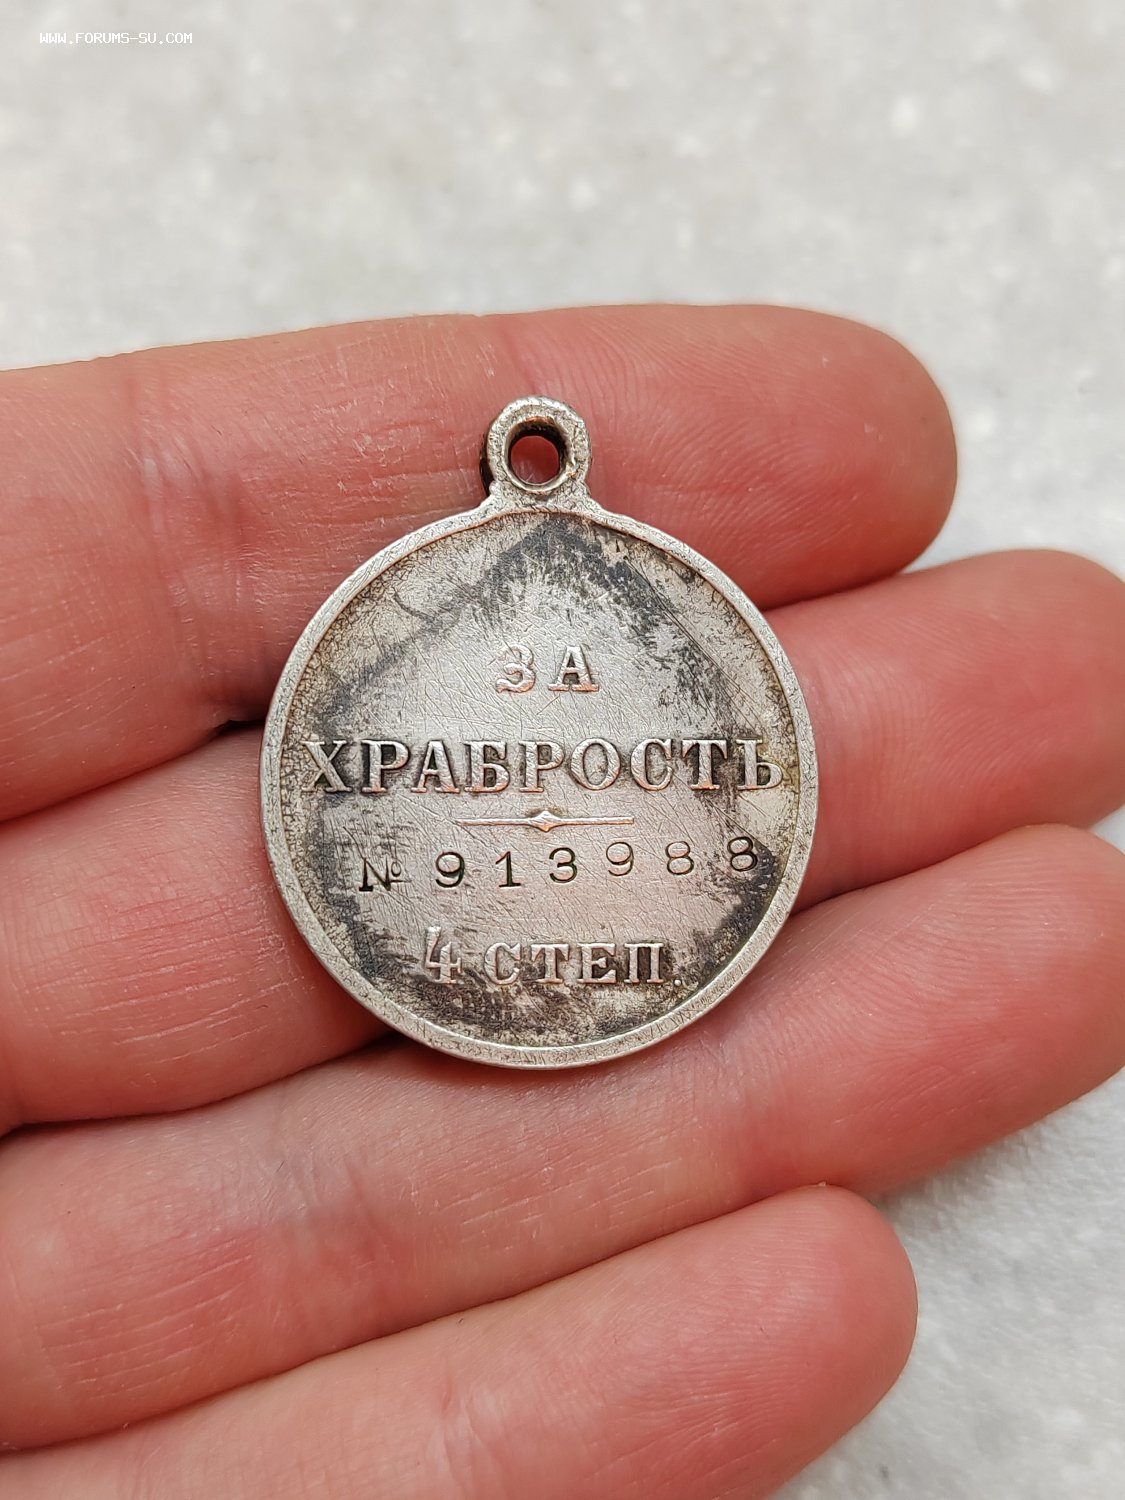 WWW.FORUMS-SU.COM
ЗА
ХРАБРОСТЬ
№ 913988
4 СТЕП.